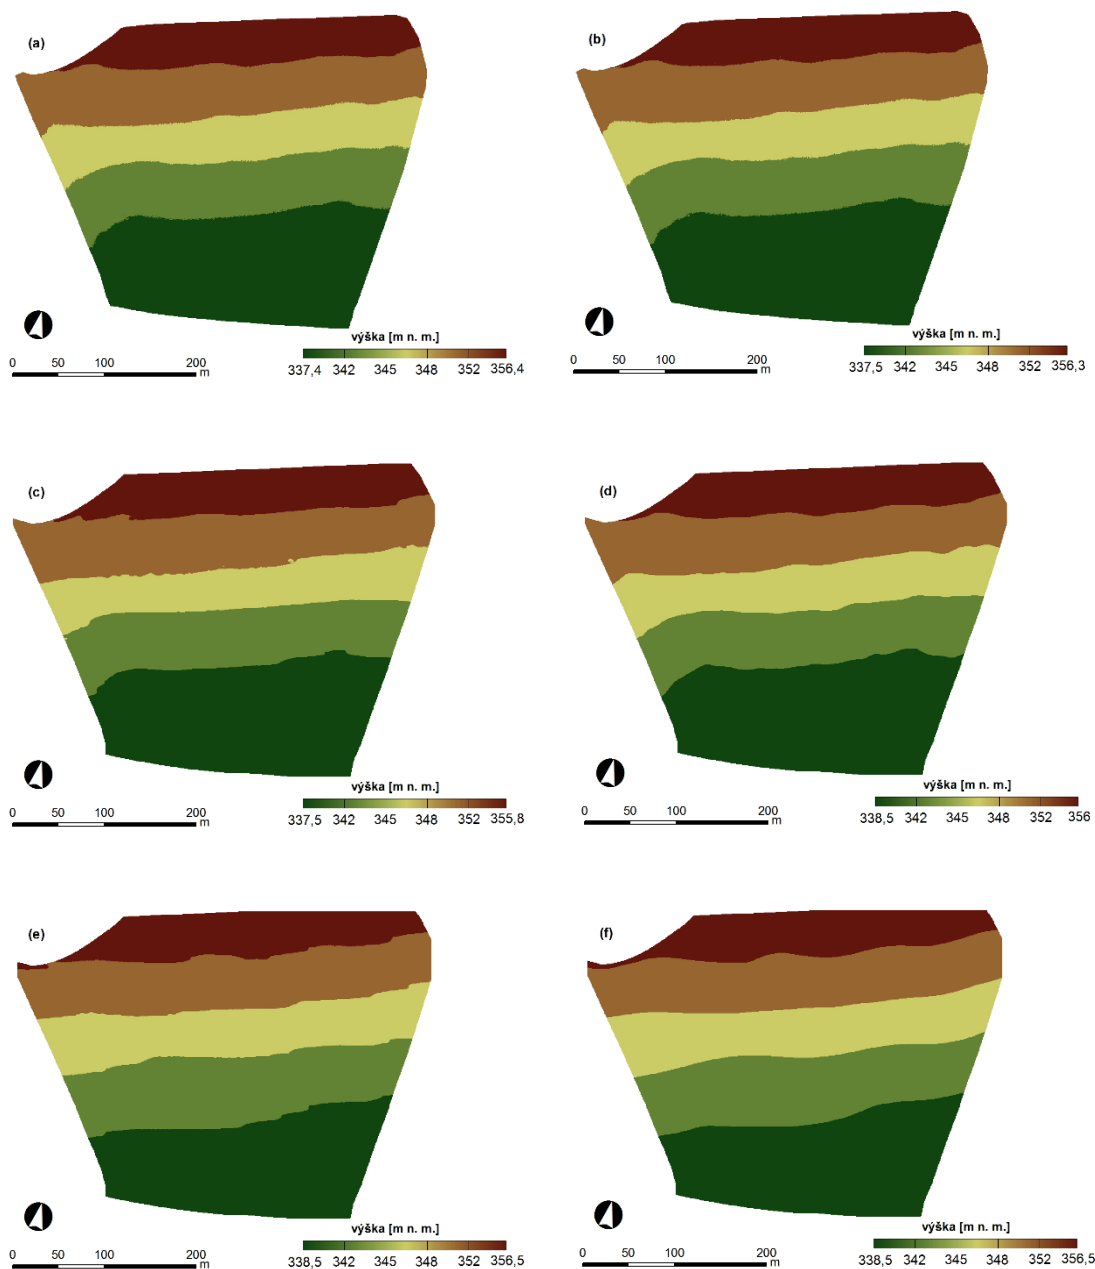 (a)
výška [m n. m.]
0 50 100 200
m
337,4 342 345 348 352 356,4
(b)
výška [m n. m.]
0 50 100 200
m
337,5 342 345 348 352 356,3
(c)
výška [m n. m.]
0 50 100 200
m
337,5 342 345 348 352 355,8
(d)
výška [m n. m.]
0 50 100 200
m
338,5 342 345 348 352 356
(e)
výška [m n. m.]
0 50 100 200
m
338,5 342 345 348 352 356,5
(f)
výška [m n. m.]
0 50 100 200
m
338,5 342 345 348 352 356,5